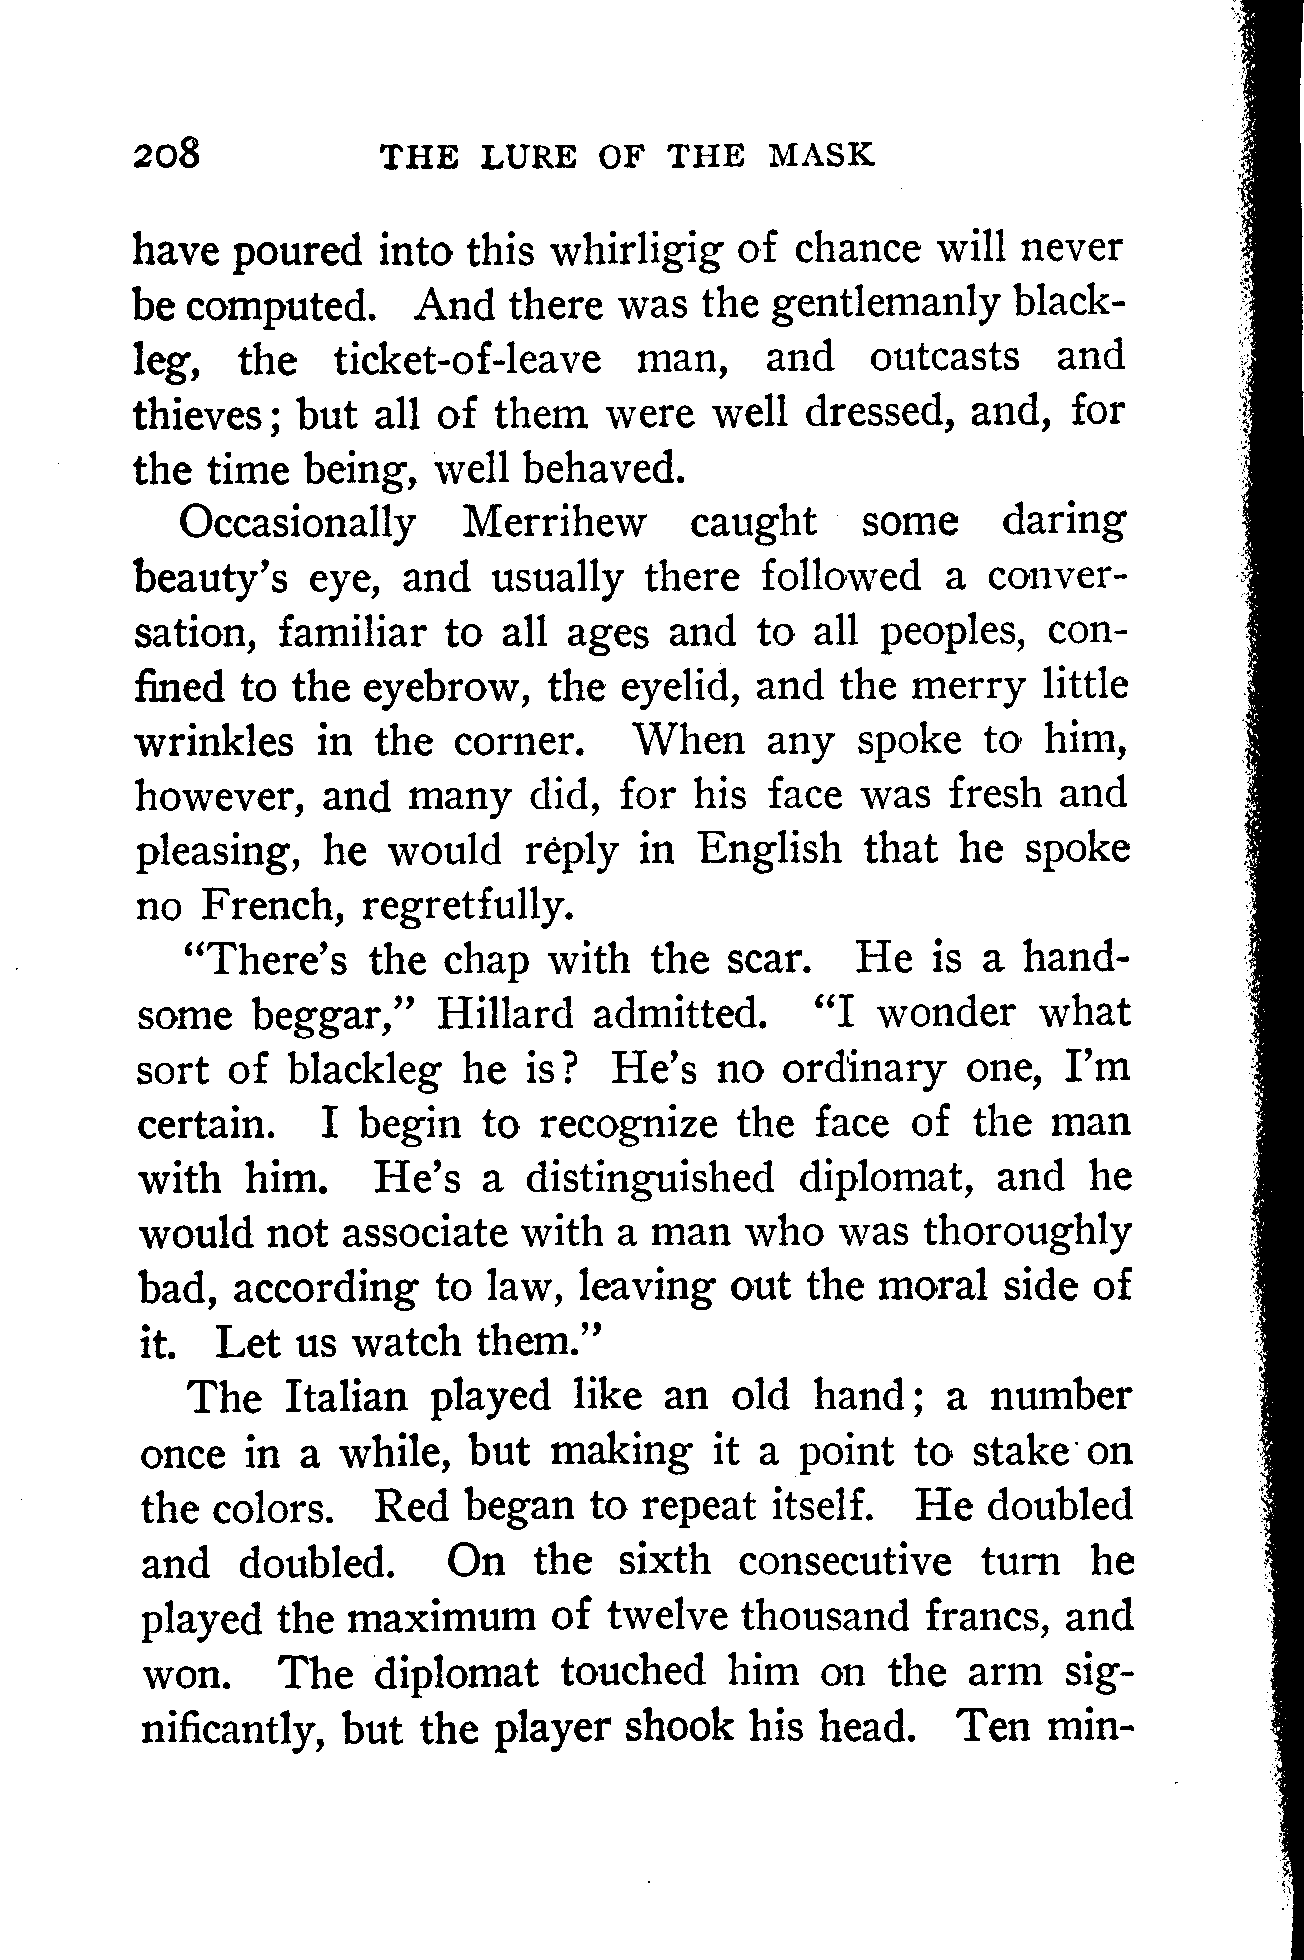 208 THE LURE OF THE MASK
have poured into this whirligig of chance will never
be computed. And there was the gentlemanly black-
leg, the ticket-of-leave man, and outcasts and
thieves; but all of them were well dressed, and, for
the time being, well behaved.
Occasionally Merrihew caught some daring
beauty's eye, and usually there followed a conver-
sation, familiar to all ages and to all peoples, con-
fined to the eyebrow, the eyelid, and the merry little
wrinkles in the corner. When any spoke to him,
however, and many did, for his face was fresh and
pleasing, he would reply in English that he spoke
no French, regretfully.
"There's the chap with the scar. He is a hand-
some beggar," Hillard admitted. "I wonder what
sort of blackleg he is? He's no ordinary one, I'm
certain. I begin to recognize the face of the man
with him. He's a distinguished diplomat, and he
would not associate with a man who was thoroughly
bad, according to law, leaving out the moral side of
it. Let us watch them."
The Italian played like an old hand; a number
once in a while, but making it a point to stake on
the colors. Red began to repeat itself. He doubled
and doubled. On the sixth consecutive turn he
played the maximum of twelve thousand francs, and
won. The diplomat touched him on the arm sig-
nificantly, but the player shook his head. Ten min-